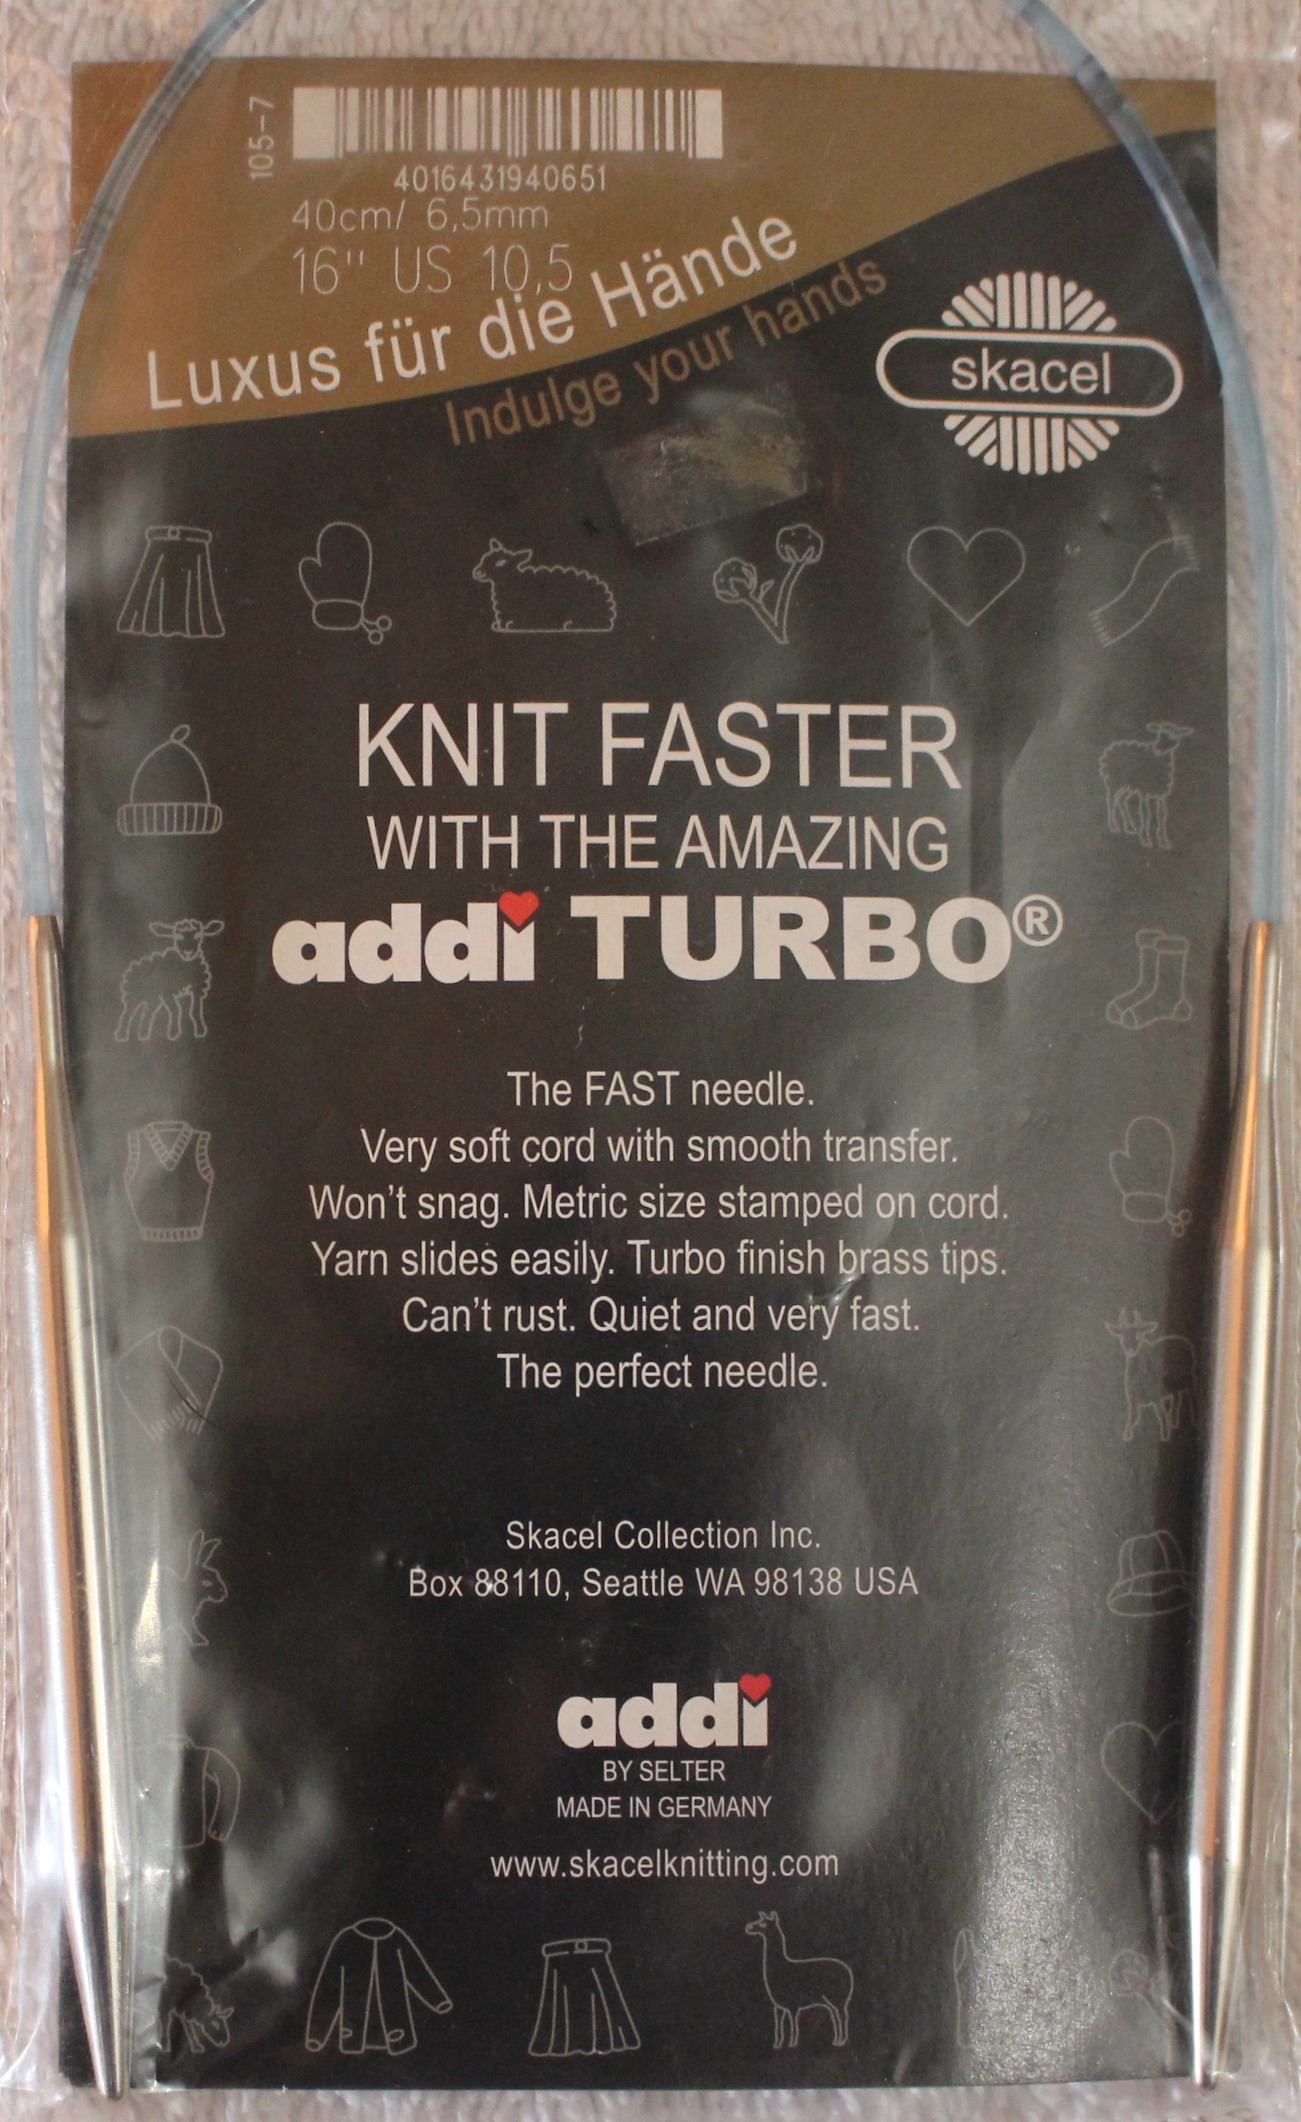 105-7
4016431940651
40cm/ 6,5mm
16" US 10,5
Luxus für die Hände
Indulge your hands
skacel
KNIT FASTER
WITH THE AMAZING
addi TURBO®
The FAST needle.
Very soft cord with smooth transfer.
Won't snag. Metric size stamped on cord.
Yarn slides easily. Turbo finish brass tips.
Can't rust. Quiet and very fast.
The perfect needle.
Skacel Collection Inc.
Box 88110, Seattle WA 98138 USA
addi
BY SELTER
MADE IN GERMANY
www.skacelknitting.com